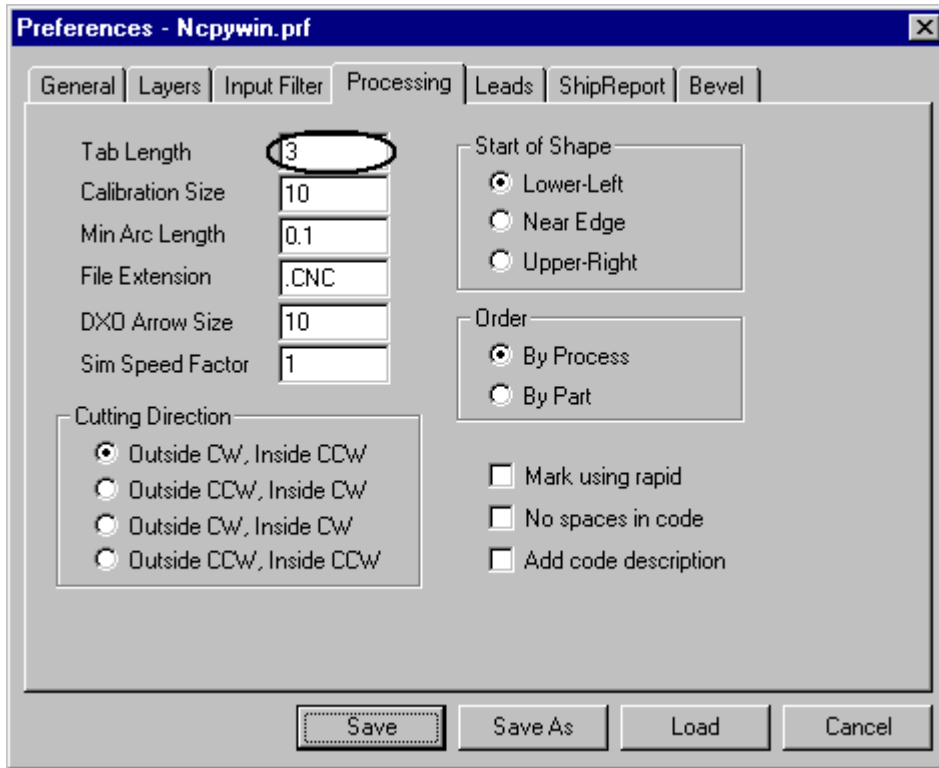 Preferences - Ncpywin.prf
General Layers Input Filter Processing Leads ShipReport Bevel
Tab Length 3
Calibration Size 10
Min Arc Length 0.1
File Extension .CNC
DXO Arrow Size 10
Sim Speed Factor 1
Cutting Direction
Outside CW, Inside CCW
Outside CCW, Inside CW
Outside CW, Inside CW
Outside CCW, Inside CCW
Start of Shape
Lower-Left
Near Edge
Upper-Right
Order
By Process
By Part
Mark using rapid
No spaces in code
Add code description
Save Save As Load Cancel